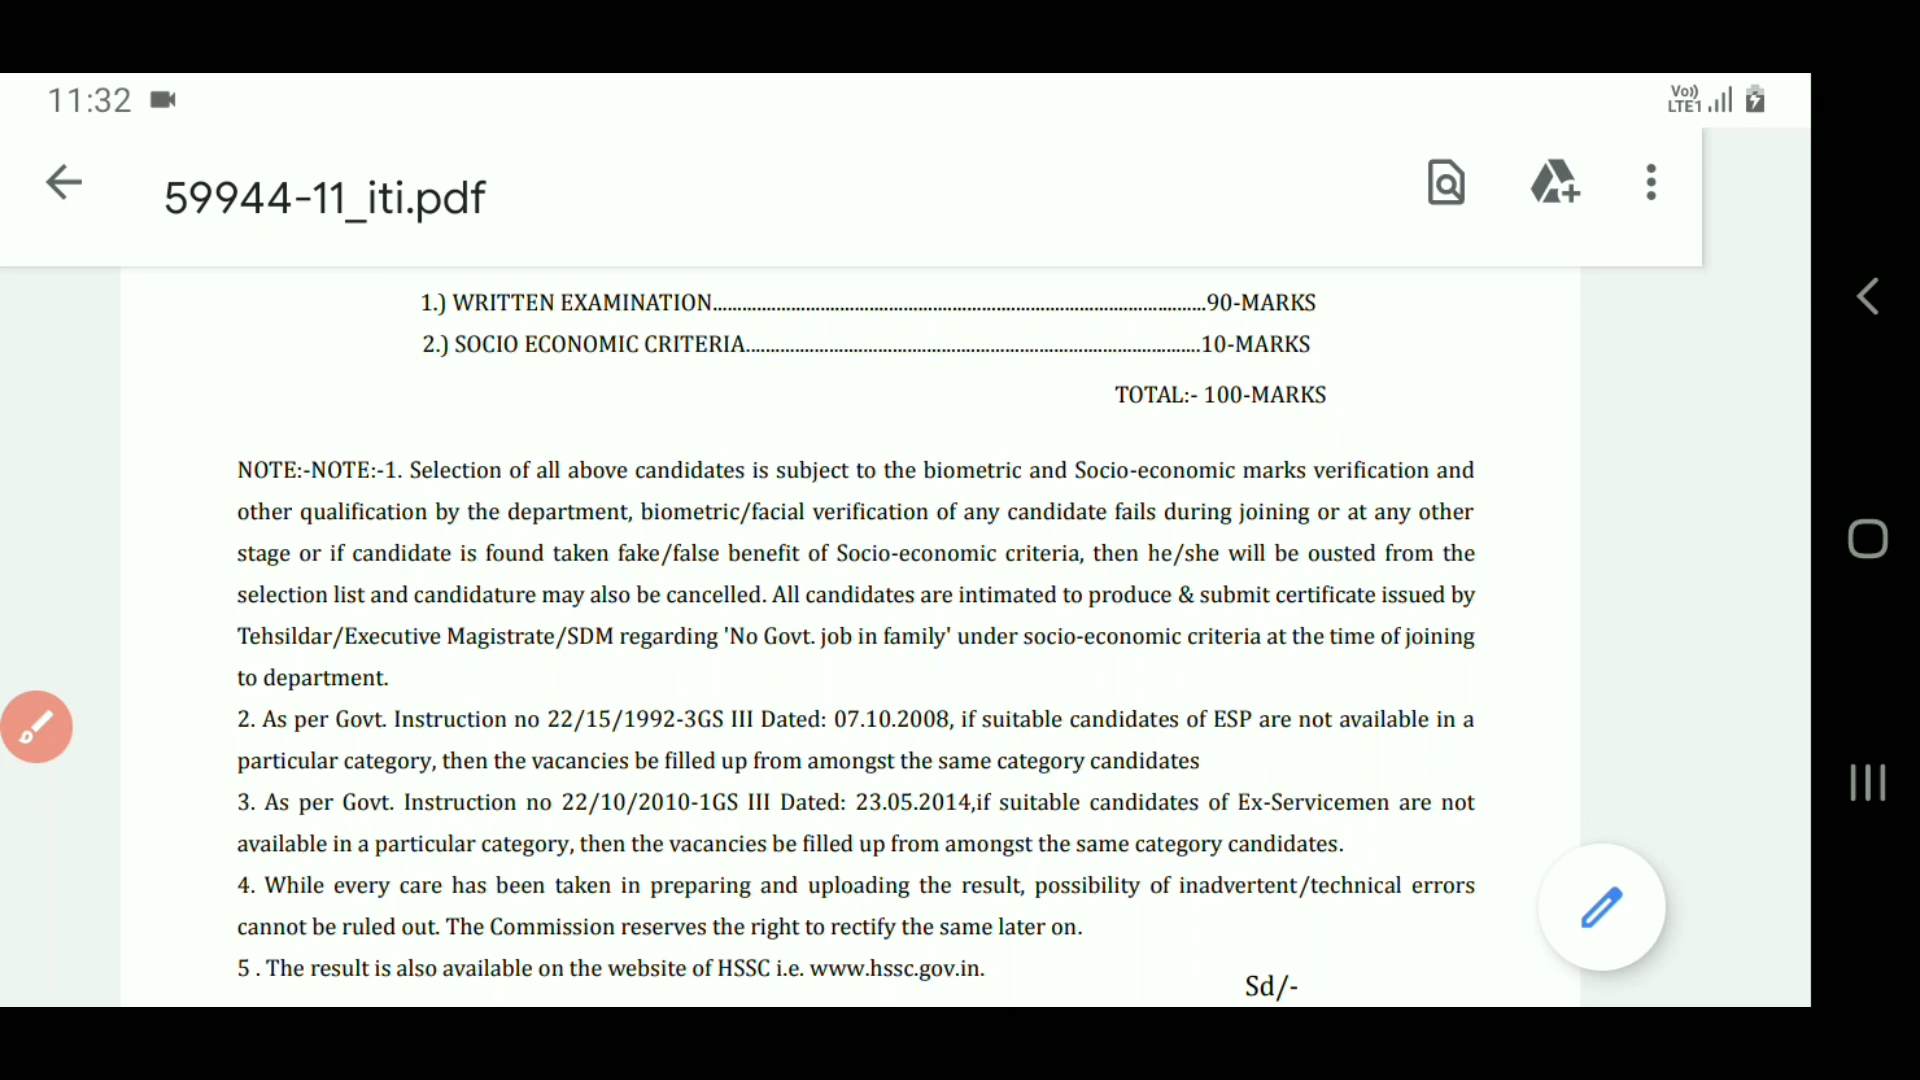 11:32
Vo)) LTE1
59944-11_iti.pdf
1.) WRITTEN EXAMINATION.....................................................................................................90-MARKS
2.) SOCIO ECONOMIC CRITERIA.............................................................................................10-MARKS
TOTAL:- 100-MARKS
NOTE:-NOTE:-1. Selection of all above candidates is subject to the biometric and Socio-economic marks verification and
other qualification by the department, biometric/facial verification of any candidate fails during joining or at any other
stage or if candidate is found taken fake/false benefit of Socio-economic criteria, then he/she will be ousted from the
selection list and candidature may also be cancelled. All candidates are intimated to produce & submit certificate issued by
Tehsildar/Executive Magistrate/SDM regarding 'No Govt. job in family' under socio-economic criteria at the time of joining
to department.
2. As per Govt. Instruction no 22/15/1992-3GS III Dated: 07.10.2008, if suitable candidates of ESP are not available in a
particular category, then the vacancies be filled up from amongst the same category candidates
3. As per Govt. Instruction no 22/10/2010-1GS III Dated: 23.05.2014,if suitable candidates of Ex-Servicemen are not
available in a particular category, then the vacancies be filled up from amongst the same category candidates.
4. While every care has been taken in preparing and uploading the result, possibility of inadvertent/technical errors
cannot be ruled out. The Commission reserves the right to rectify the same later on.
5 . The result is also available on the website of HSSC i.e. www.hssc.gov.in.
Sd/-